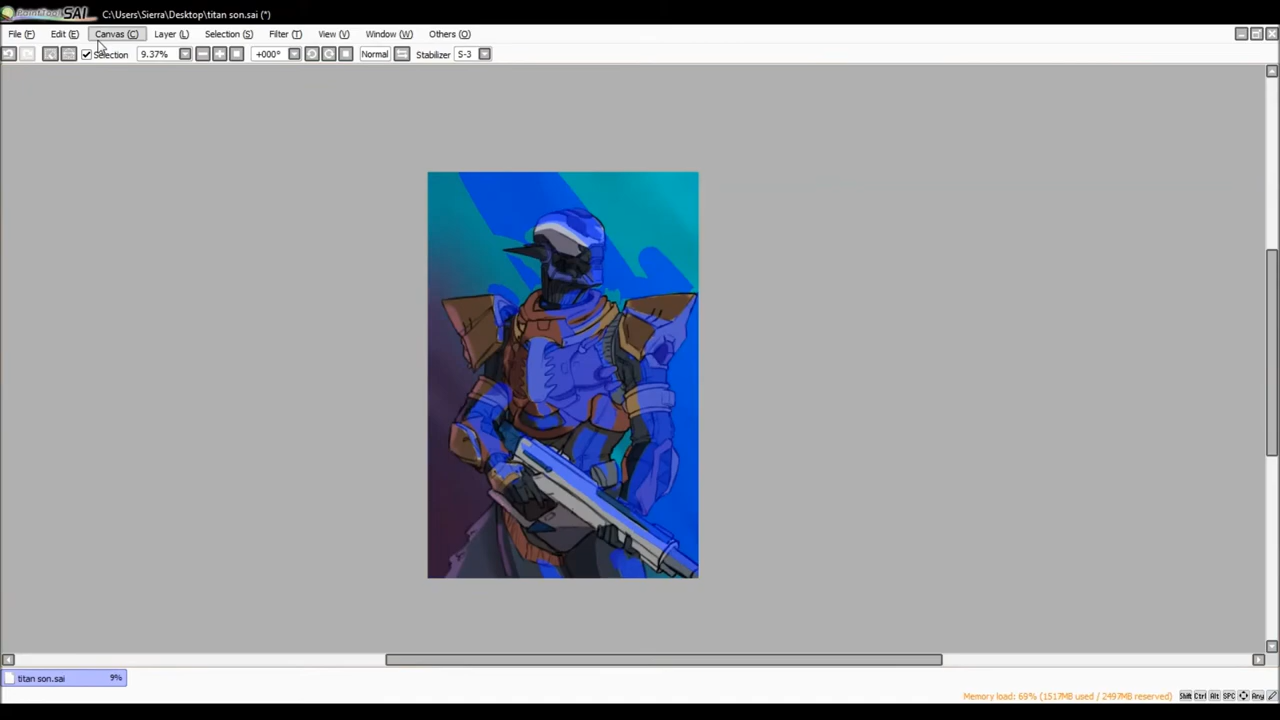 PaintTool SAI C:\Users\Sierra\Desktop\titan son.sai (*)
File (F) Edit (E) Canvas (C) Layer (L) Selection (S) Filter (T) View (V) Window (W) Others (O)
Selection 9.37% +000° Normal Stabilizer S-3
titan son.sai 9%
Memory load: 69% (1517MB used / 2497MB reserved) Shift Ctrl Alt SPC Any